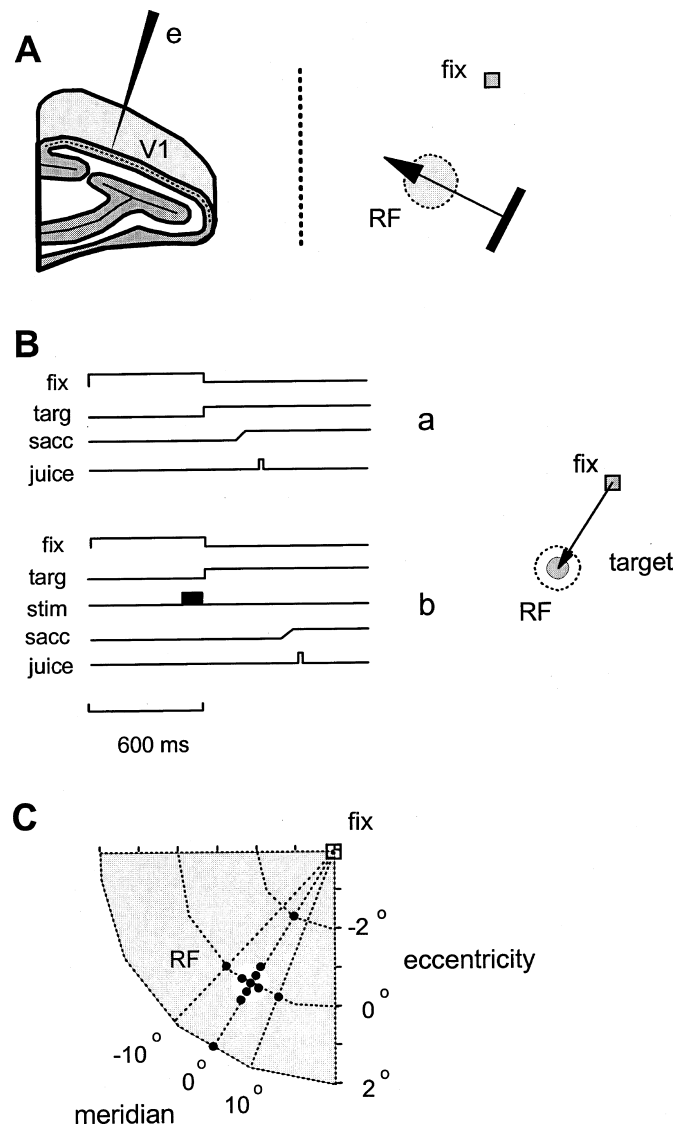 A
e
V1
fix
RF
B
fix
targ
sacc
juice
a
fix
targ
stim
sacc
juice
b
600 ms
fix
target
RF
C
fix
RF
-2 °
eccentricity
0 °
2 °
-10 °
0 °
10 °
meridian